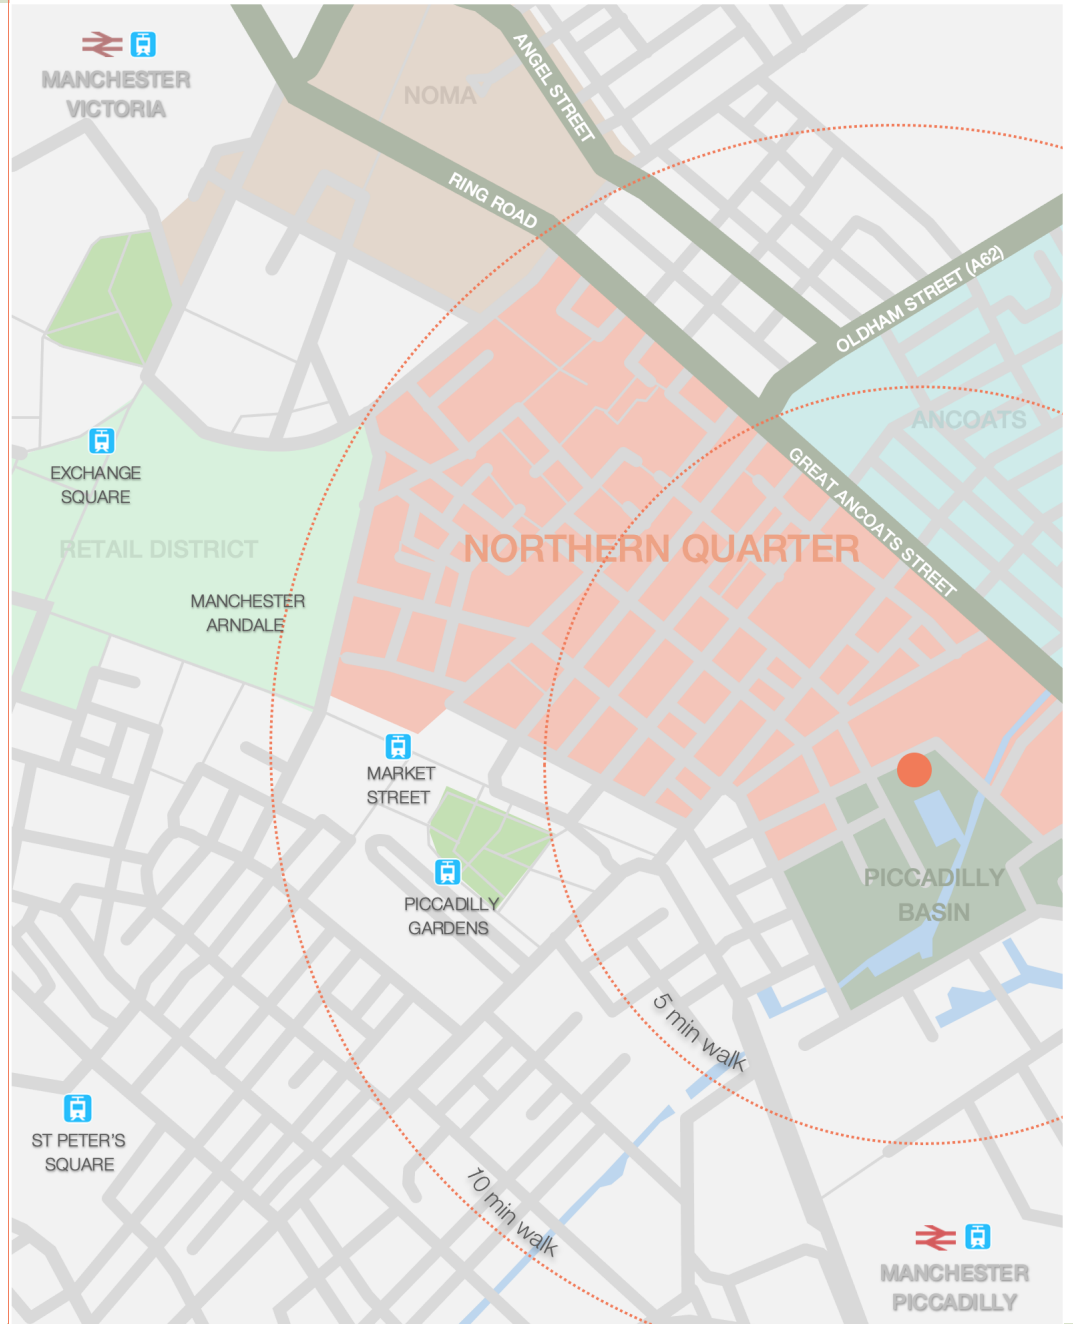 MANCHESTER
VICTORIA
NOMA
ANGEL STREET
RING ROAD
OLDHAM STREET (A62)
ANCOATS
EXCHANGE
SQUARE
GREAT ANCOATS STREET
RETAIL DISTRICT
NORTHERN QUARTER
MANCHESTER
ARNDALE
MARKET
STREET
PICCADILLY
GARDENS
PICCADILLY
BASIN
5 min walk
ST PETER'S
SQUARE
10 min walk
MANCHESTER
PICCADILLY